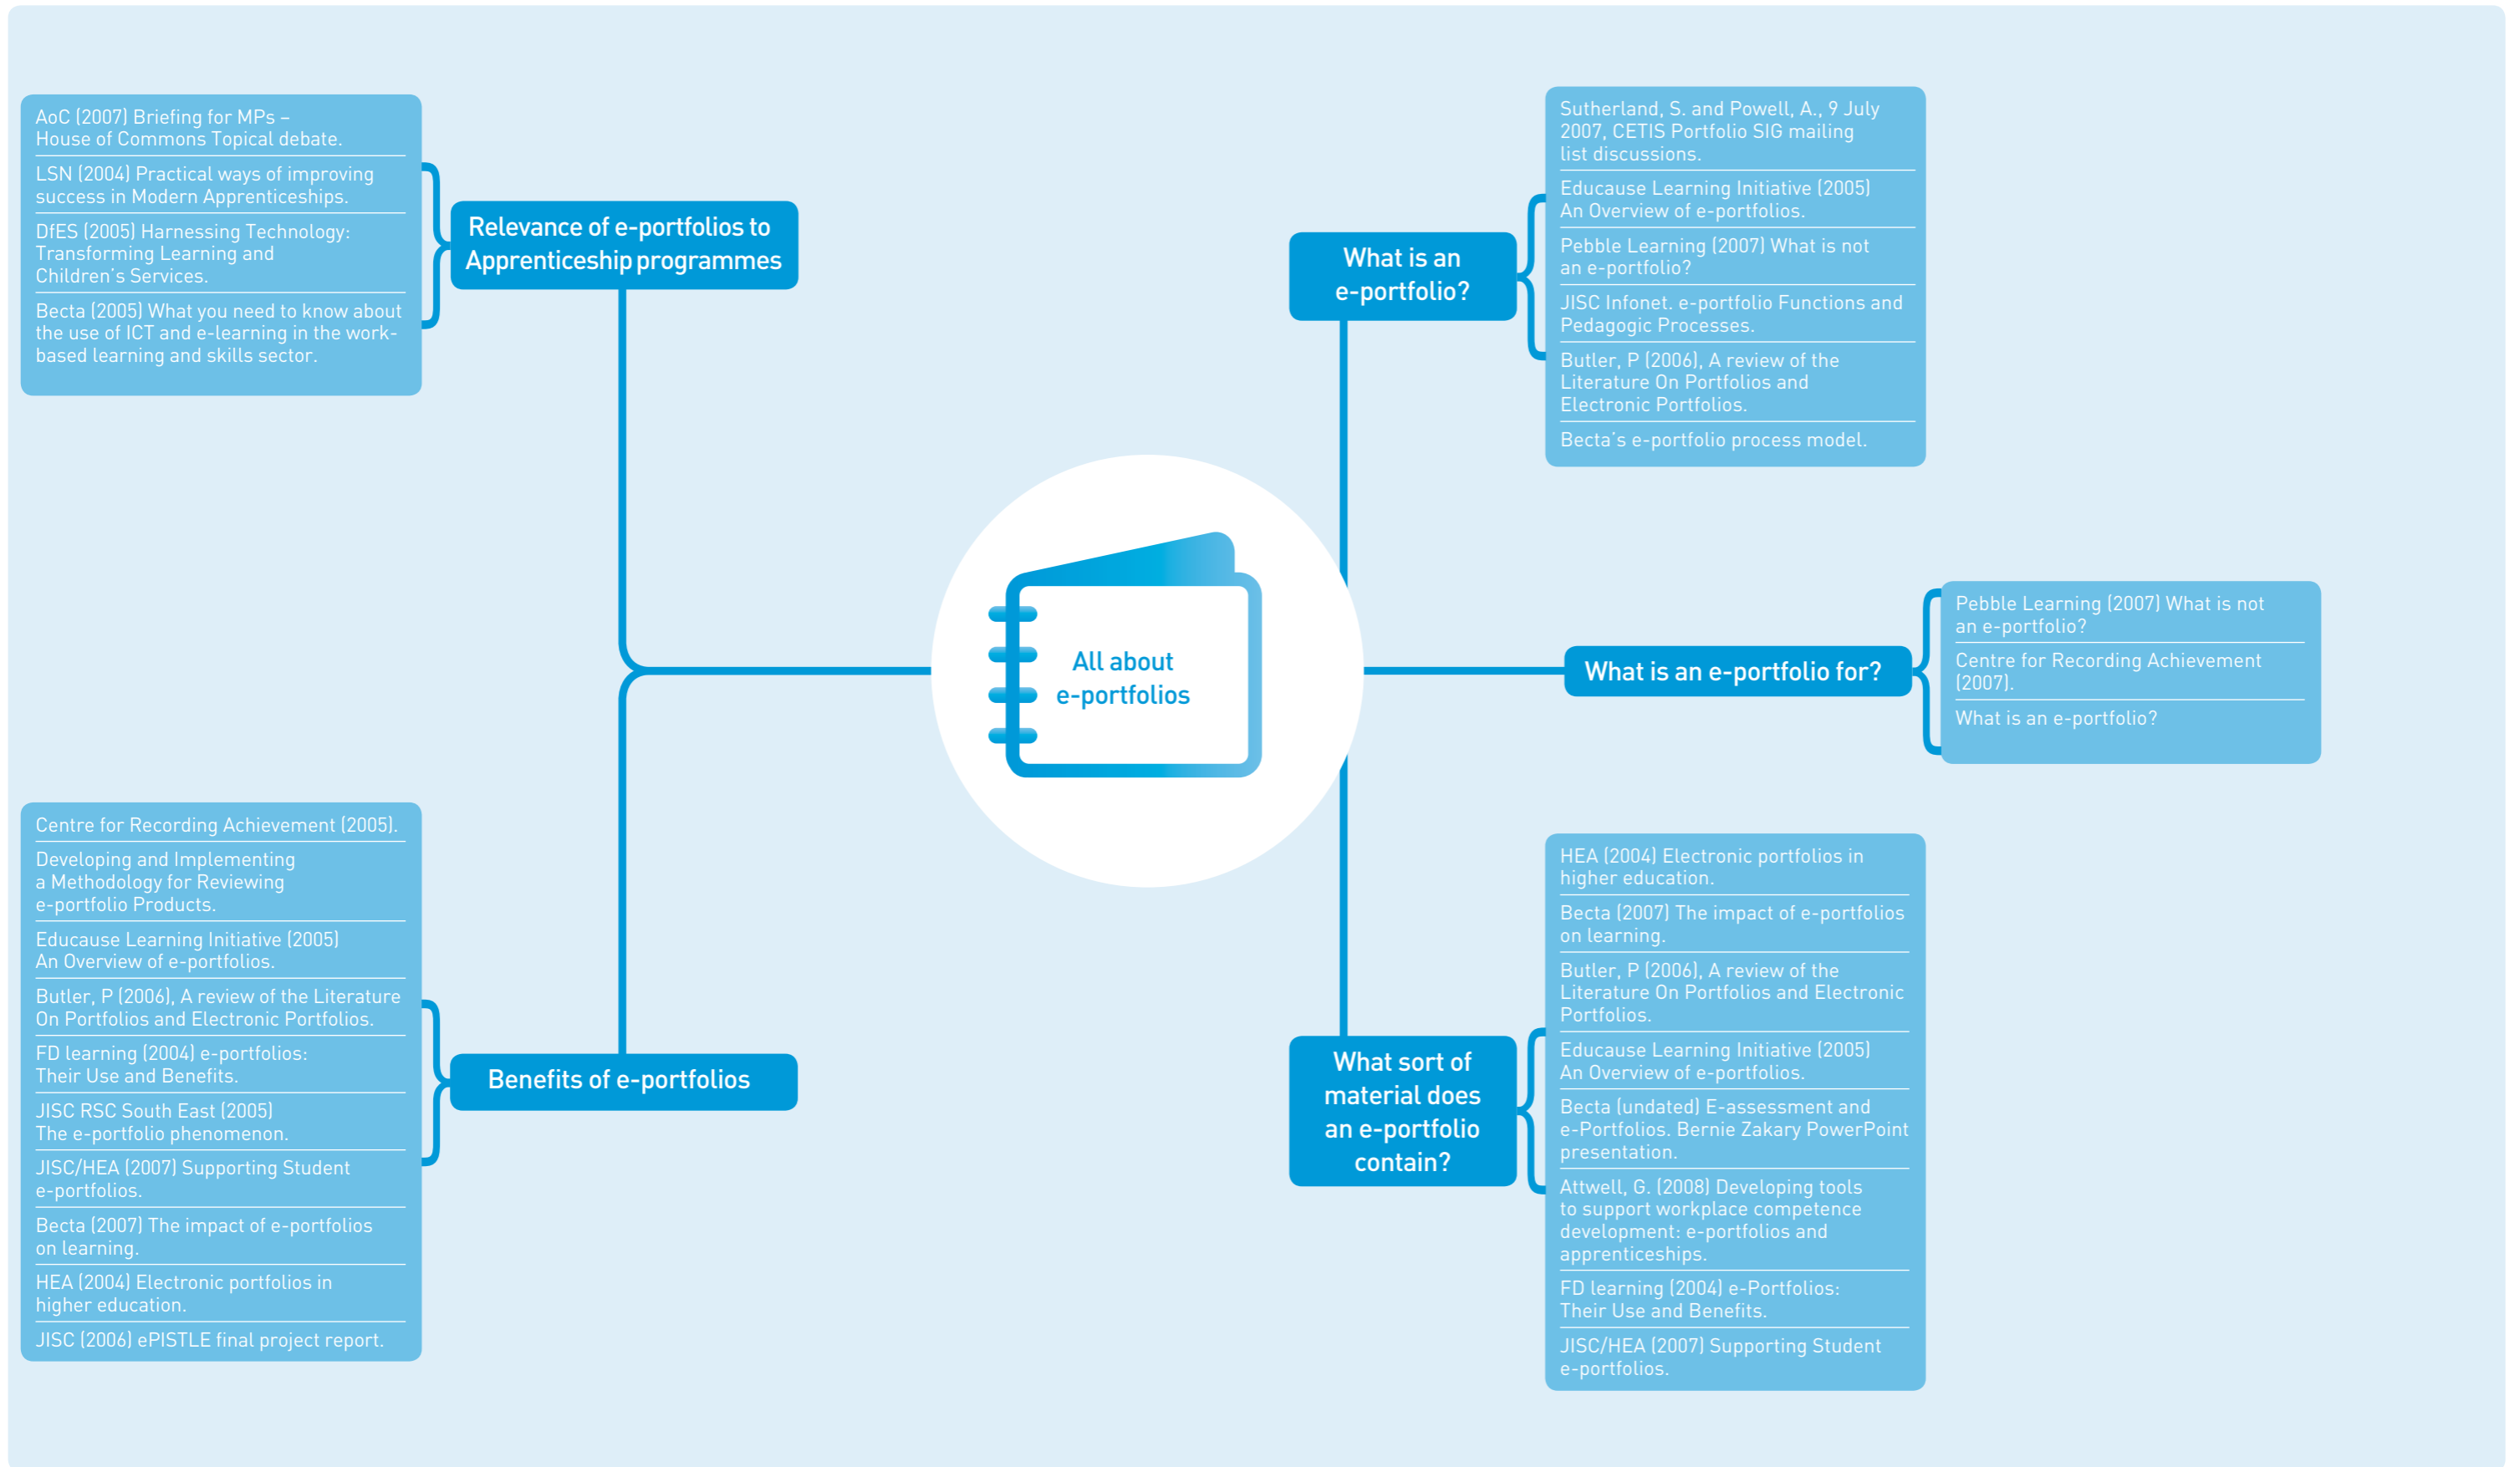 AoC (2007) Briefing for MPs –
House of Commons Topical debate.
LSN (2004) Practical ways of improving
success in Modern Apprenticeships.
DfES (2005) Harnessing Technology:
Transforming Learning and
Children's Services.
Becta (2005) What you need to know about
the use of ICT and e-learning in the work-
based learning and skills sector.
Relevance of e-portfolios to
Apprenticeship programmes
Centre for Recording Achievement (2005).
Developing and Implementing
a Methodology for Reviewing
e-portfolio Products.
Educause Learning Initiative (2005)
An Overview of e-portfolios.
Butler, P (2006), A review of the Literature
On Portfolios and Electronic Portfolios.
FD learning (2004) e-portfolios:
Their Use and Benefits.
JISC RSC South East (2005)
The e-portfolio phenomenon.
JISC/HEA (2007) Supporting Student
e-portfolios.
Becta (2007) The impact of e-portfolios
on learning.
HEA (2004) Electronic portfolios in
higher education.
JISC (2006) ePISTLE final project report.
Benefits of e-portfolios
All about
e-portfolios
What is an
e-portfolio?
Sutherland, S. and Powell, A., 9 July
2007, CETIS Portfolio SIG mailing
list discussions.
Educause Learning Initiative (2005)
An Overview of e-portfolios.
Pebble Learning (2007) What is not
an e-portfolio?
JISC Infonet. e-portfolio Functions and
Pedagogic Processes.
Butler, P (2006), A review of the
Literature On Portfolios and
Electronic Portfolios.
Becta's e-portfolio process model.
What is an e-portfolio for?
Pebble Learning (2007) What is not
an e-portfolio?
Centre for Recording Achievement
(2007).
What is an e-portfolio?
What sort of
material does
an e-portfolio
contain?
HEA (2004) Electronic portfolios in
higher education.
Becta (2007) The impact of e-portfolios
on learning.
Butler, P (2006), A review of the
Literature On Portfolios and Electronic
Portfolios.
Educause Learning Initiative (2005)
An Overview of e-portfolios.
Becta (undated) E-assessment and
e-Portfolios. Bernie Zakary PowerPoint
presentation.
Attwell, G. (2008) Developing tools
to support workplace competence
development: e-portfolios and
apprenticeships.
FD learning (2004) e-Portfolios:
Their Use and Benefits.
JISC/HEA (2007) Supporting Student
e-portfolios.